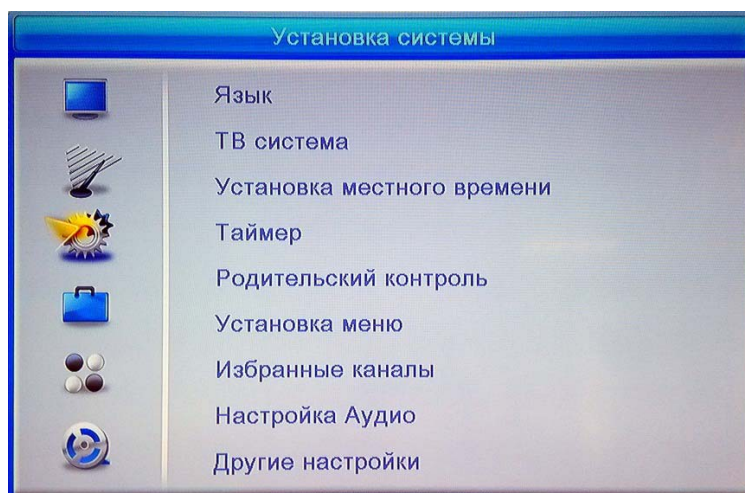 Установка системы
Язык
ТВ система
Установка местного времени
Таймер
Родительский контроль
Установка меню
Избранные каналы
Настройка Аудио
Другие настройки